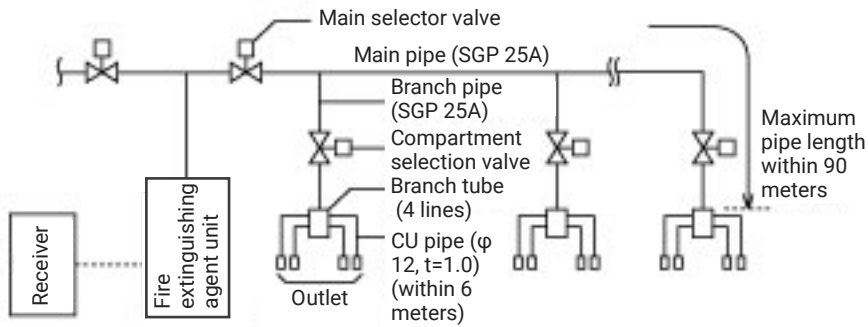 Main selector valve
Main pipe (SGP 25A)
Branch pipe
(SGP 25A)
Compartment
selection valve
Branch tube
(4 lines)
CU pipe (φ
12, t=1.0)
(within 6
meters)
Outlet
Maximum
pipe length
within 90
meters
Receiver
Fire
extinguishing
agent unit